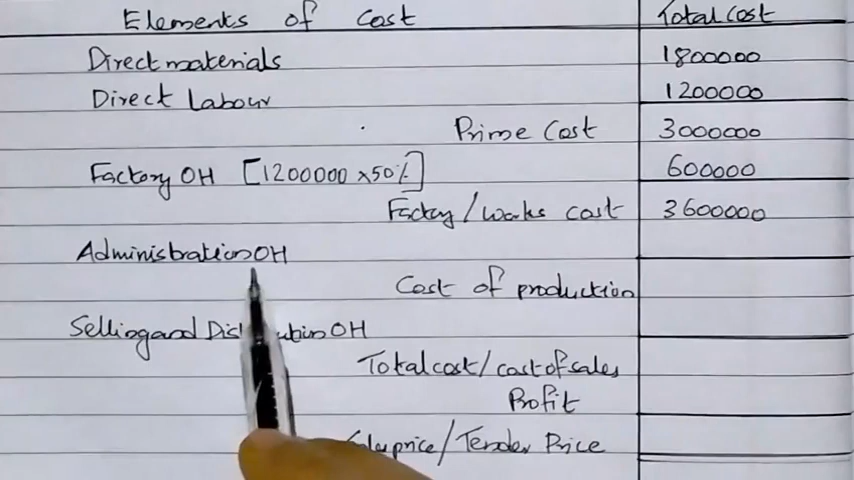 Elements of Cost Total Cost
Direct materials 1800000
Direct Labour 1200000
Prime Cost 3000000
Factory OH [1200000 x 50%] 600000
Factory/works cost 3600000
Administration OH
Cost of production
Selling and OH
Total cost/cost of sales
Profit
price/Tender Price